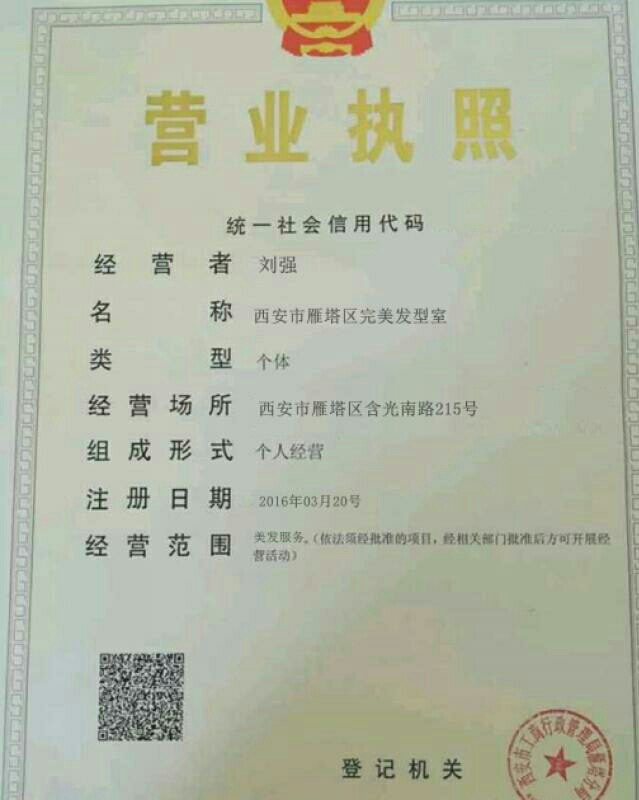 营业执照
统一社会信用代码
经营者 刘强
名称 西安市雁塔区完美发型室
类型 个体
经营场所 西安市雁塔区含光南路215号
组成形式 个人经营
注册日期 2016年03月20号
经营范围 美发服务。(依法须经批准的项目，经相关部门批准后方可开展经
营活动)
登记机关
西安市工商行政管理局雁塔分局